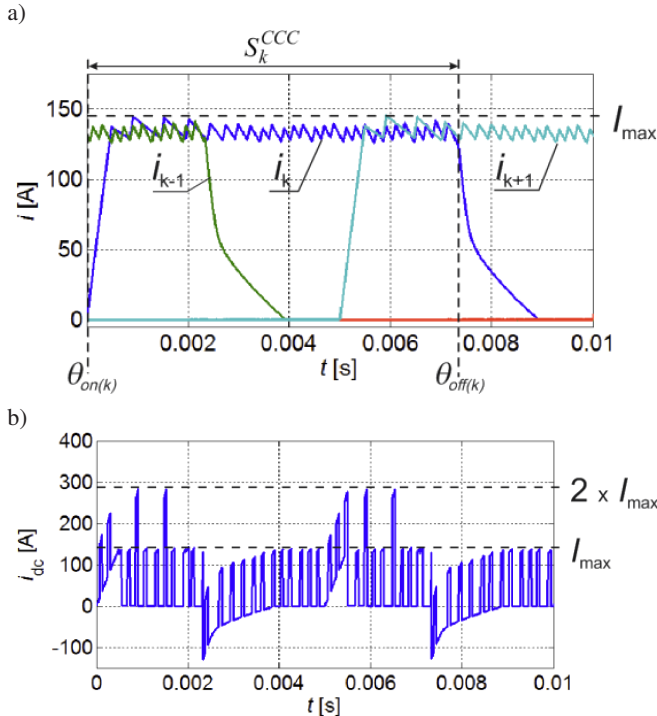 a)
S_k^CCC
150
100
50
0
i [A]
I_max
i_k-1
i_k
i_k+1
0.002
0.004
0.006
0.008
0.01
θ_on(k)
t [s]
θ_off(k)
b)
400
300
200
100
0
-100
i_dc [A]
2 x I_max
I_max
0
0.002
0.004
0.006
0.008
0.01
t [s]